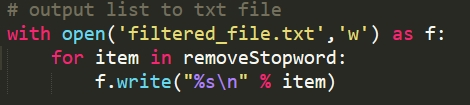 # output list to txt file
with open('filtered_file.txt','w') as f:
    for item in removeStopword:
        f.write("%s\n" % item)